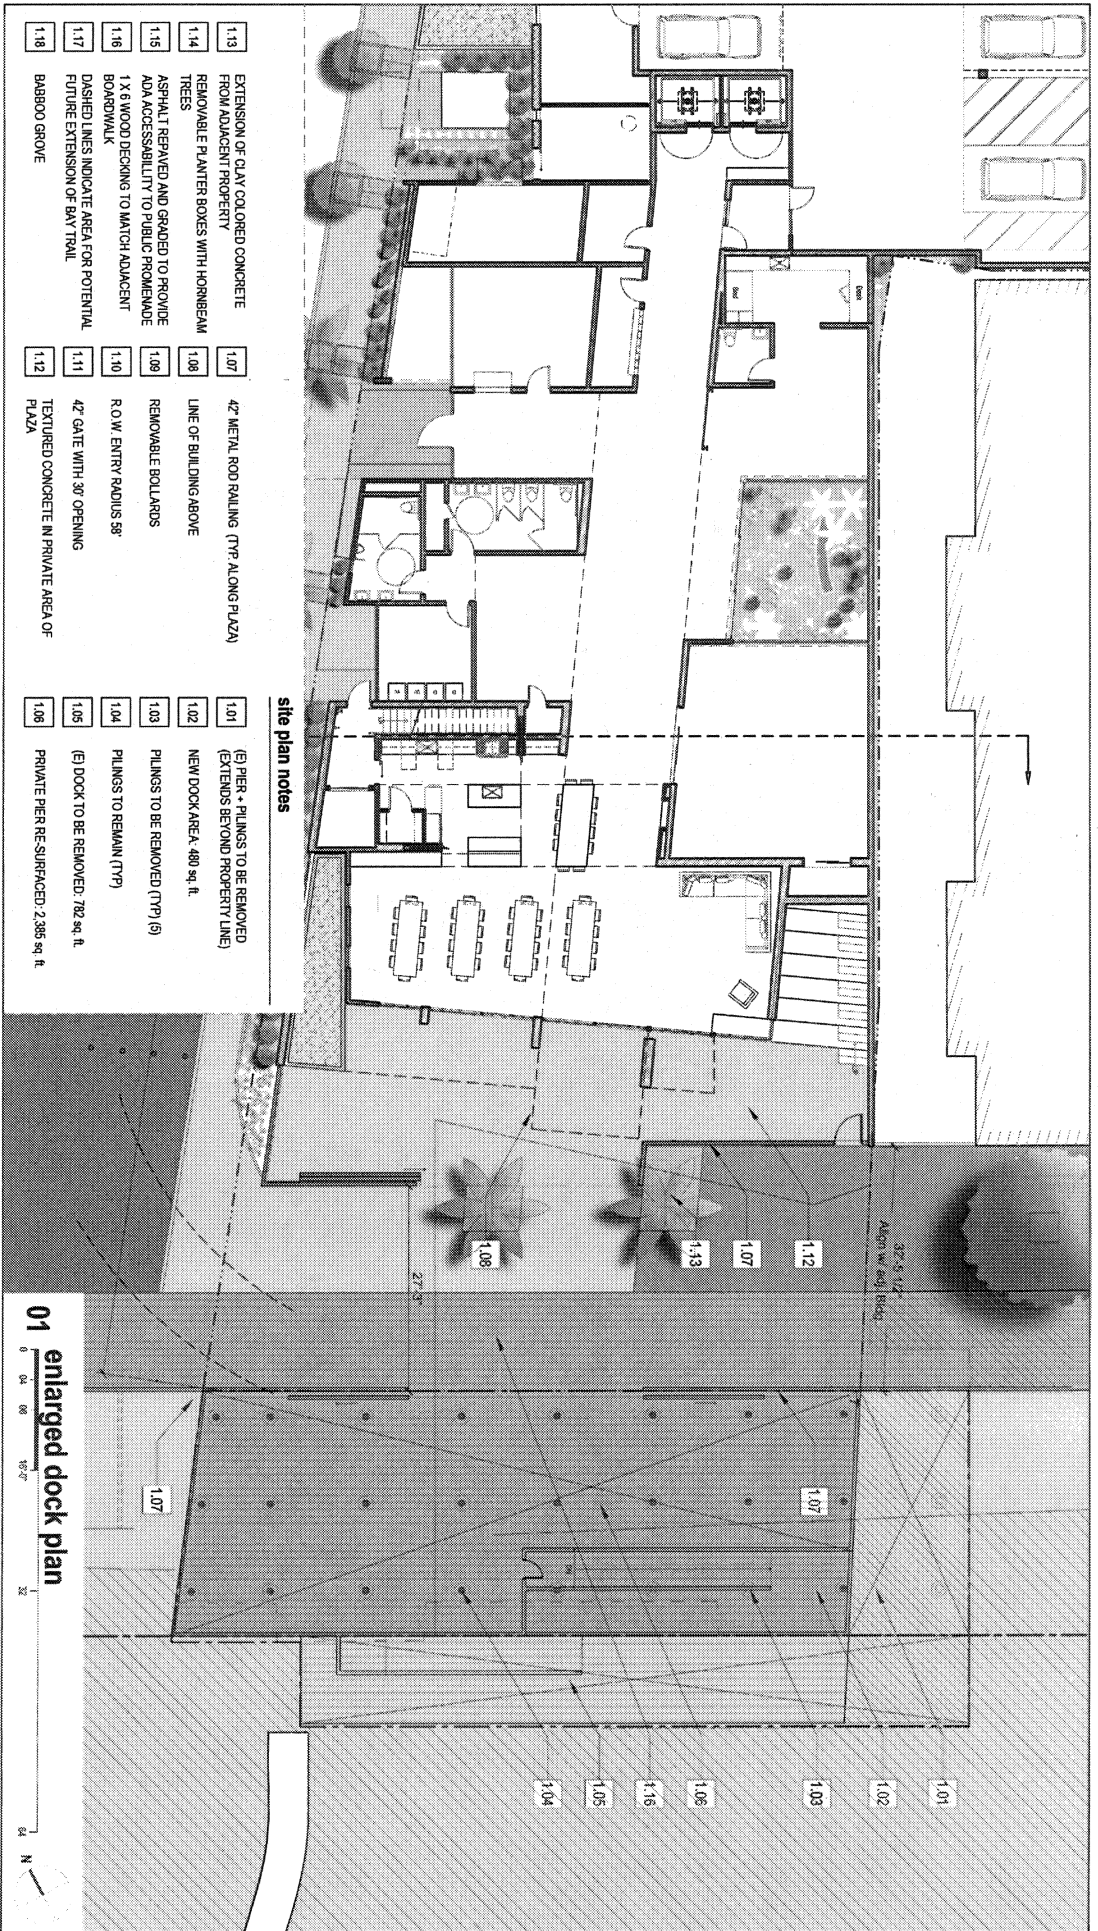 site plan notes
1.01
(E) PIER + PILINGS TO BE REMOVED
(EXTENDS BEYOND PROPERTY LINE)
1.02
NEW DOCK AREA: 480 sq. ft.
1.03
PILINGS TO BE REMOVED (TYP) (5)
1.04
PILINGS TO REMAIN (TYP)
1.05
(E) DOCK TO BE REMOVED: 782 sq. ft.
1.06
PRIVATE PIER RE-SURFACED: 2,385 sq. ft.
1.07
42" METAL ROD RAILING (TYP. ALONG PLAZA)
1.08
LINE OF BUILDING ABOVE
1.09
REMOVABLE BOLLARDS
1.10
R.O.W. ENTRY RADIUS 58'
1.11
42" GATE WITH 30' OPENING
1.12
TEXTURED CONCRETE IN PRIVATE AREA OF
PLAZA
1.13
EXTENSION OF CLAY COLORED CONCRETE
FROM ADJACENT PROPERTY
1.14
REMOVABLE PLANTER BOXES WITH HORNBEAM
TREES
1.15
ASPHALT REPAVED AND GRADED TO PROVIDE
ADA ACCESSABILITY TO PUBLIC PROMENADE
1.16
1 X 6 WOOD DECKING TO MATCH ADJACENT
BOARDWALK
1.17
DASHED LINES INDICATE AREA FOR POTENTIAL
FUTURE EXTENSION OF BAY TRAIL
1.18
BABBOO GROVE
Desk
Bed
32'-5 1/2"
Align w/ adj. Bldg.
27'-3"
1.12
1.07
1.13
1.08
1.07
1.07
1.01
1.02
1.03
1.06
1.16
1.05
1.04
01 enlarged dock plan
0 04 08 16'-0" 32 64
N